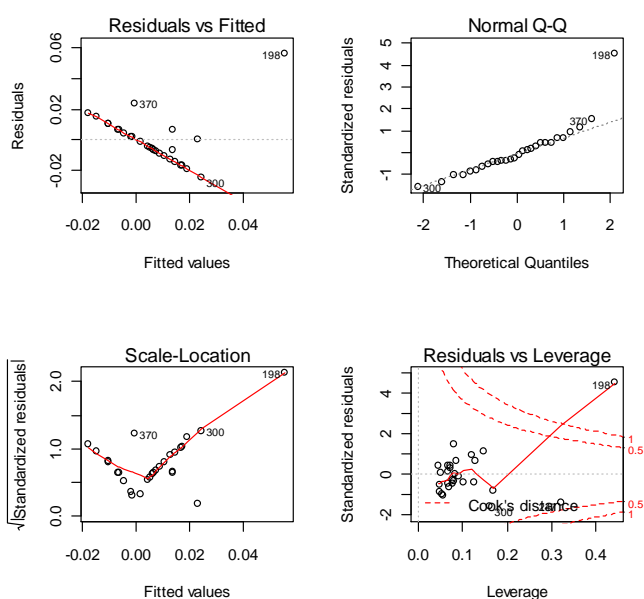 Residuals vs Fitted
Residuals
-0.02 0.02 0.06
198
370
300
-0.02 0.00 0.02 0.04
Fitted values
Normal Q-Q
Standardized residuals
-1 1 2 3 4 5
198
370
300
-2 -1 0 1 2
Theoretical Quantiles
Scale-Location
√|Standardized residuals|
0.0 1.0 2.0
198
370
300
-0.02 0.00 0.02 0.04
Fitted values
Residuals vs Leverage
Standardized residuals
-2 0 2 4
198
1
0.5
0.5
1
Cook's distance
300
0.0 0.1 0.2 0.3 0.4
Leverage